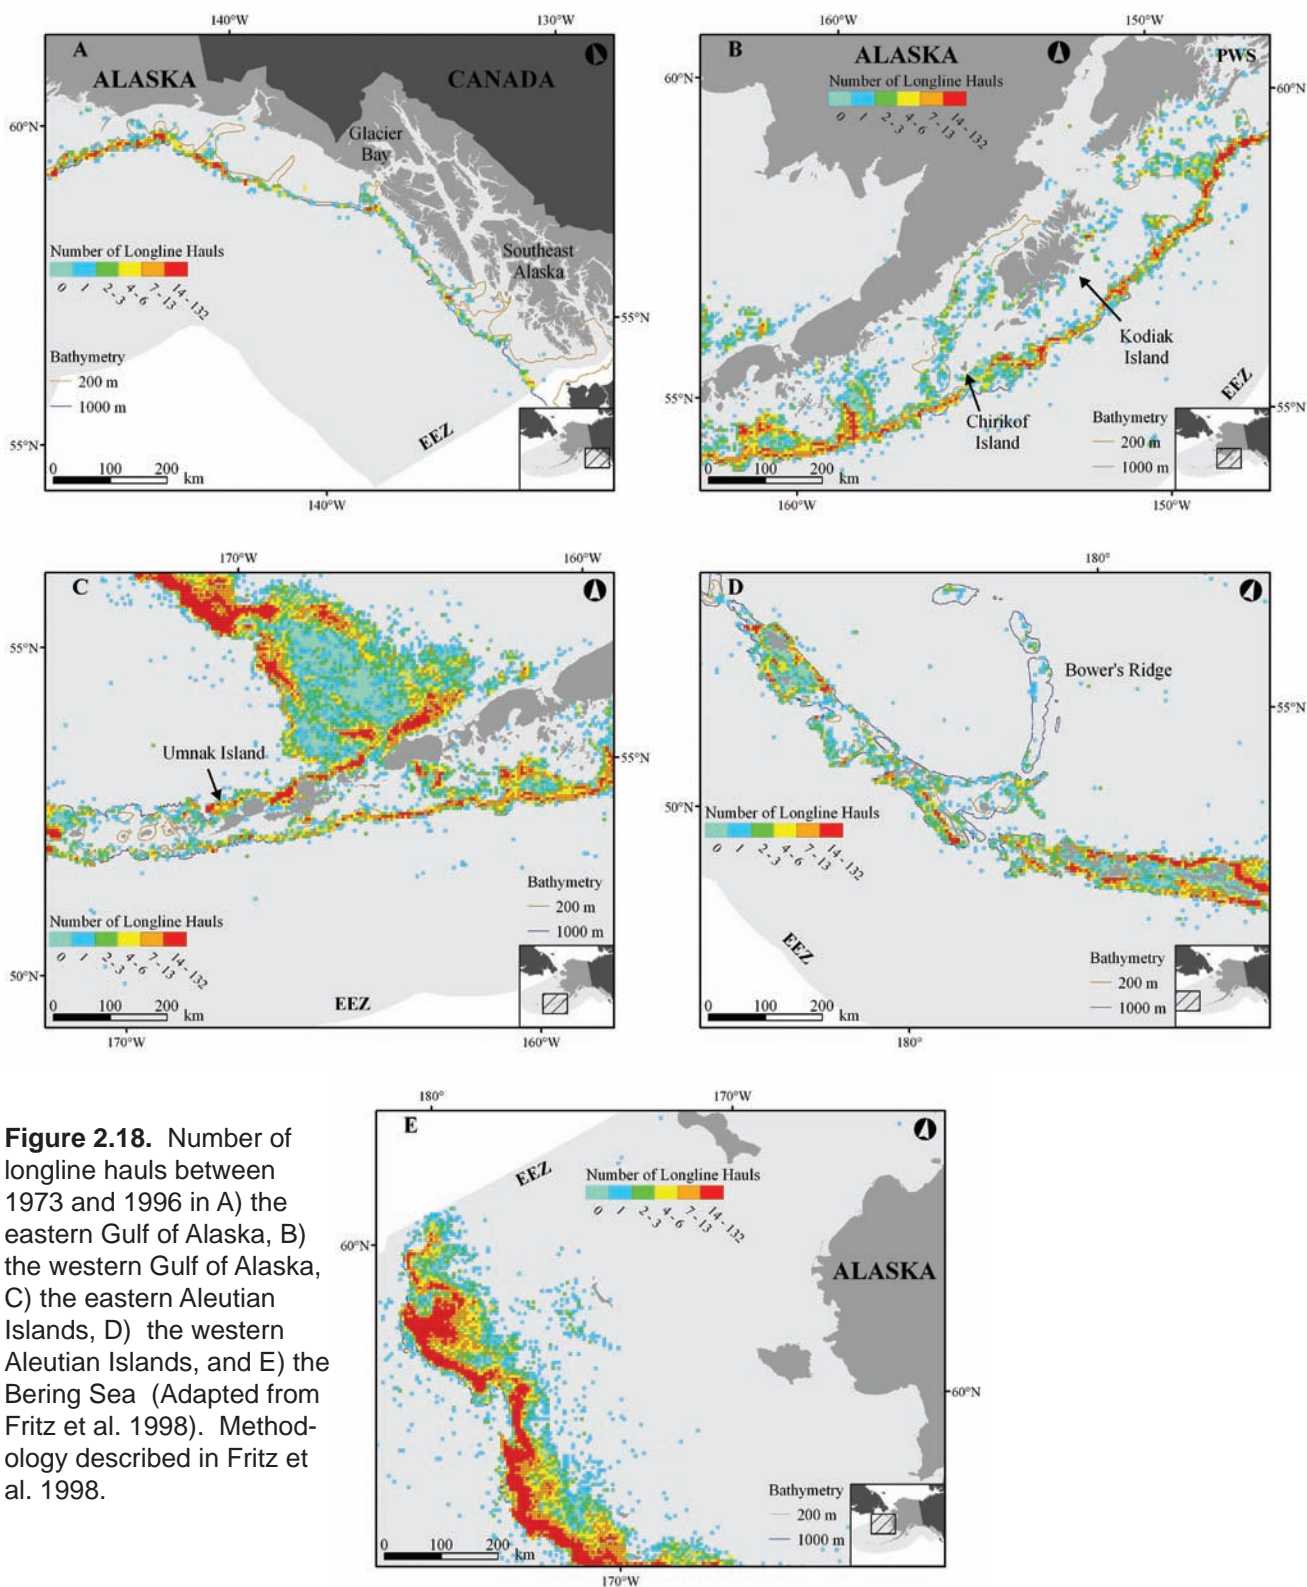 140°W
130°W
A
ALASKA
CANADA
60°N
Glacier
Bay
Number of Longline Hauls
0
1
2 - 3
4 - 6
7 - 13
14 - 132
Southeast
Alaska
55°N
Bathymetry
200 m
1000 m
EEZ
55°N
0 100 200
km
140°W
160°W
150°W
B
ALASKA
PWS
60°N
60°N
Number of Longline Hauls
0
1
2 - 3
4 - 6
7 - 13
14 - 132
Kodiak
Island
55°N
EEZ
55°N
Chirikof
Island
Bathymetry
200 m
1000 m
0 100 200
km
160°W
150°W
170°W
160°W
C
55°N
Umnak Island
55°N
Bathymetry
200 m
1000 m
Number of Longline Hauls
0
1
2 - 3
4 - 6
7 - 13
14 - 132
50°N
EEZ
0 100 200
km
170°W
160°W
180°
D
Bower's Ridge
55°N
50°N
Number of Longline Hauls
0
1
2 - 3
4 - 6
7 - 13
14 - 132
EEZ
Bathymetry
200 m
1000 m
0 100 200
km
180°
Figure 2.18. Number of
longline hauls between
1973 and 1996 in A) the
eastern Gulf of Alaska, B)
the western Gulf of Alaska,
C) the eastern Aleutian
Islands, D) the western
Aleutian Islands, and E) the
Bering Sea (Adapted from
Fritz et al. 1998). Method-
ology described in Fritz et
al. 1998.
180°
170°W
E
EEZ
Number of Longline Hauls
0
1
2 - 3
4 - 6
7 - 13
14 - 132
60°N
ALASKA
60°N
Bathymetry
200 m
1000 m
0 100 200
km
170°W